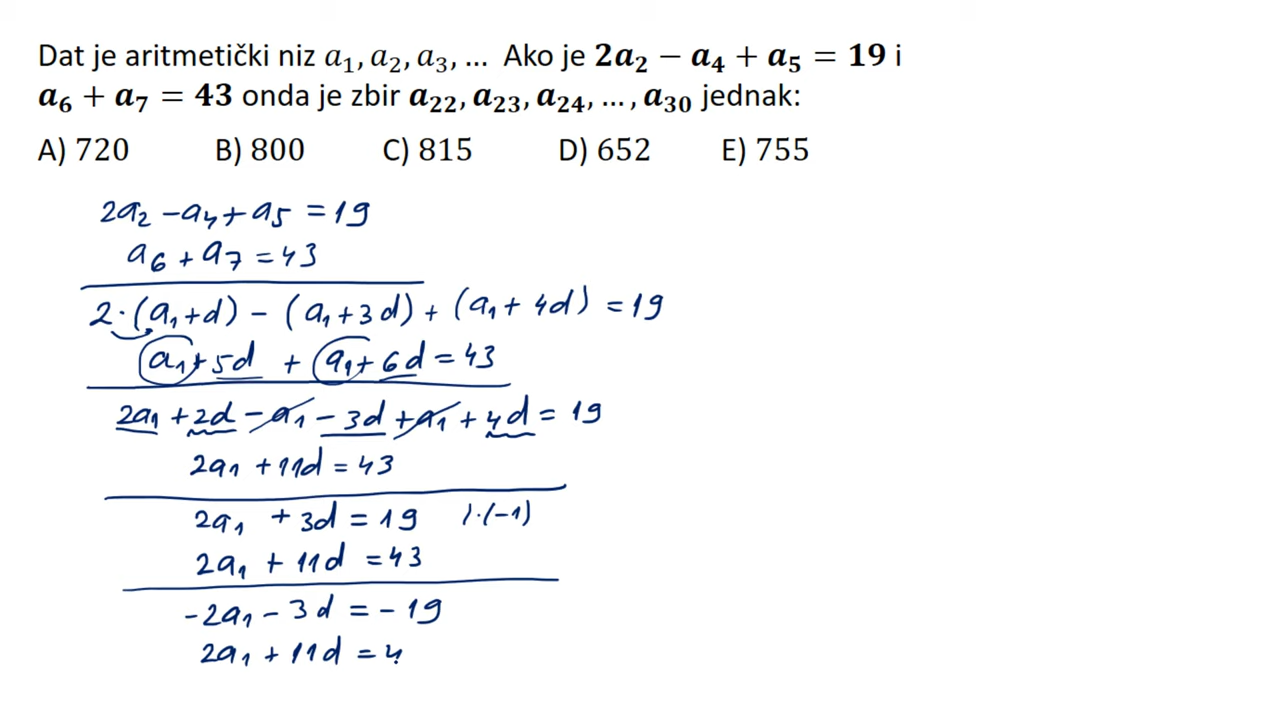 Dat je aritmetički niz a₁, a₂, a₃, … Ako je 2a₂ − a₄ + a₅ = 19 i
a₆ + a₇ = 43 onda je zbir a₂₂, a₂₃, a₂₄, … , a₃₀ jednak:
A) 720 B) 800 C) 815 D) 652 E) 755
2a₂ − a₄ + a₅ = 19
a₆ + a₇ = 43
2·(a₁+d) − (a₁+3d) + (a₁+4d) = 19
a₁+5d + a₁+6d = 43
2a₁ + 2d − a₁ − 3d + a₁ + 4d = 19
2a₁ + 11d = 43
2a₁ + 3d = 19 /·(−1)
2a₁ + 11d = 43
−2a₁ − 3d = −19
2a₁ + 11d = 4